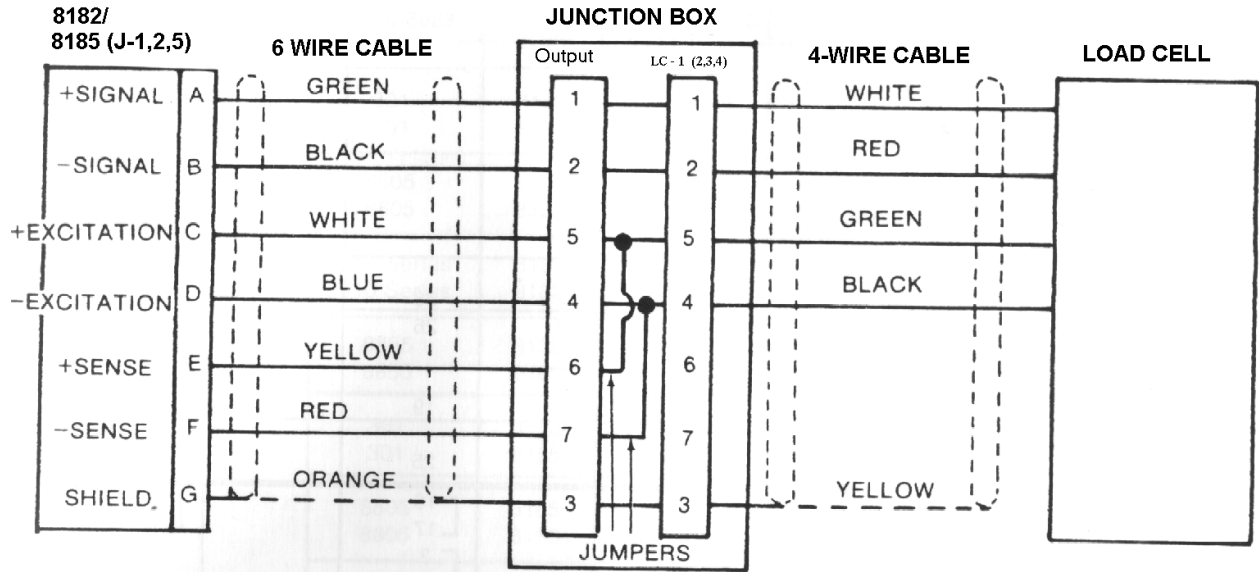 8182/
8185 (J-1,2,5)
6 WIRE CABLE
JUNCTION BOX
4-WIRE CABLE
LOAD CELL
Output
LC - 1 (2,3,4)
+SIGNAL A GREEN 1 1 WHITE
-SIGNAL B BLACK 2 2 RED
+EXCITATION C WHITE 5 5 GREEN
-EXCITATION D BLUE 4 4 BLACK
+SENSE E YELLOW 6 6
-SENSE F RED 7 7
SHIELD. G ORANGE 3 3 YELLOW
JUMPERS